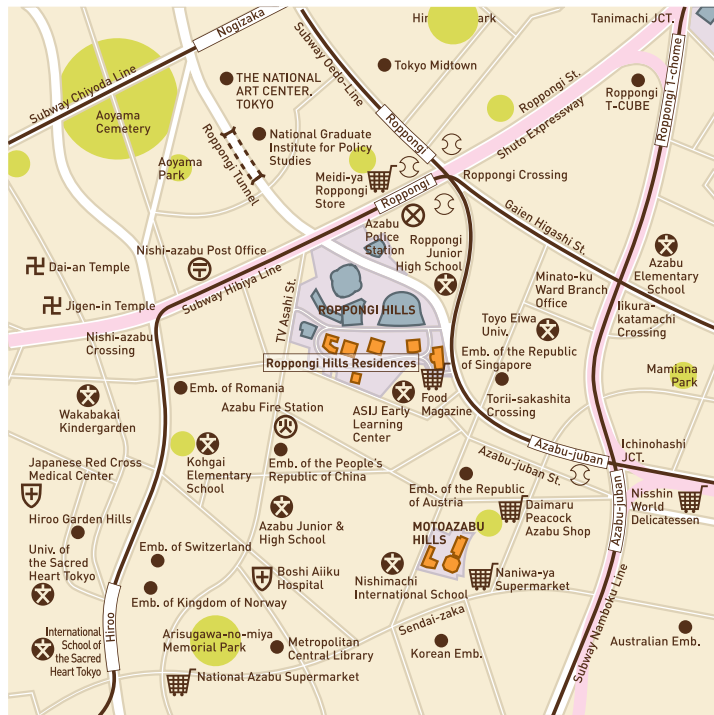 Nogizaka
Hir
ark
Tanimachi JCT.
Subway Chiyoda Line
Subway Oedo-Line
Tokyo Midtown
THE NATIONAL
ART CENTER,
TOKYO
Roppongi St.
Shuto Expressway
Roppongi
T-CUBE
Roppongi 1-chome
Aoyama
Cemetery
Roppongi Tunnel
National Graduate
Institute for Policy
Studies
Roppongi
Aoyama
Park
Meidi-ya
Roppongi
Store
Roppongi
Roppongi Crossing
Gaien Higashi St.
Azabu
Police
Station
Roppongi
Junior
High School
Nishi-azabu Post Office
Azabu
Elementary
School
Dai-an Temple
Jigen-in Temple
Subway Hibiya Line
TV Asahi St.
Minato-ku
Ward Branch
Office
ROPPONGI HILLS
Toyo Eiwa
Univ.
Iikura-
katamachi
Crossing
Nishi-azabu
Crossing
Roppongi Hills Residences
Emb. of the Republic
of Singapore
Mamiana
Park
Emb. of Romania
Wakabakai
Kindergarden
Azabu Fire Station
ASIJ Early
Learning
Center
Food
Magazine
Torii-sakashita
Crossing
Kohgai
Elementary
School
Emb. of the People's
Republic of China
Azabu-juban
Azabu-juban St.
Ichinohashi
JCT.
Japanese Red Cross
Medical Center
Emb. of the Republic
of Austria
Azabu-juban
Nisshin
World
Delicatessen
Hiroo Garden Hills
Azabu Junior &
High School
MOTOAZABU
HILLS
Daimaru
Peacock
Azabu Shop
Univ. of
the Sacred
Heart Tokyo
Emb. of Switzerland
Boshi Aiiku
Hospital
Nishimachi
International School
Naniwa-ya
Supermarket
Emb. of Kingdom of Norway
Subway Namboku Line
Hiroo
International
School of
the Sacred
Heart Tokyo
Arisugawa-no-miya
Memorial Park
Metropolitan
Central Library
Sendai-zaka
Korean Emb.
Australian Emb.
National Azabu Supermarket